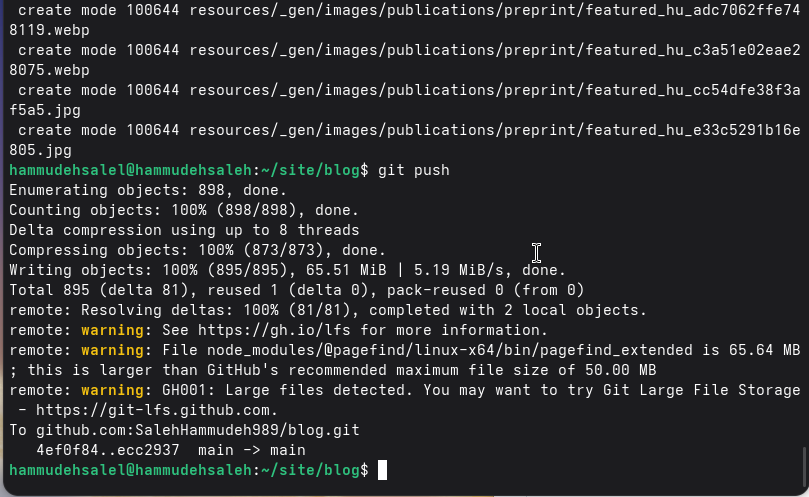 create mode 100644 resources/_gen/images/publications/preprint/featured_hu_adc7062ffe74
8119.webp
create mode 100644 resources/_gen/images/publications/preprint/featured_hu_c3a51e02eae2
8075.webp
create mode 100644 resources/_gen/images/publications/preprint/featured_hu_cc54dfe38f3a
f5a5.jpg
create mode 100644 resources/_gen/images/publications/preprint/featured_hu_e33c5291b16e
805.jpg
hammudehsalel@hammudehsaleh:~/site/blog$ git push
Enumerating objects: 898, done.
Counting objects: 100% (898/898), done.
Delta compression using up to 8 threads
Compressing objects: 100% (873/873), done.
Writing objects: 100% (895/895), 65.51 MiB | 5.19 MiB/s, done.
Total 895 (delta 81), reused 1 (delta 0), pack-reused 0 (from 0)
remote: Resolving deltas: 100% (81/81), completed with 2 local objects.
remote: warning: See https://gh.io/lfs for more information.
remote: warning: File node_modules/@pagefind/linux-x64/bin/pagefind_extended is 65.64 MB
; this is larger than GitHub's recommended maximum file size of 50.00 MB
remote: warning: GH001: Large files detected. You may want to try Git Large File Storage
- https://git-lfs.github.com.
To github.com:SalehHammudeh989/blog.git
4ef0f84..ecc2937  main -> main
hammudehsalel@hammudehsaleh:~/site/blog$